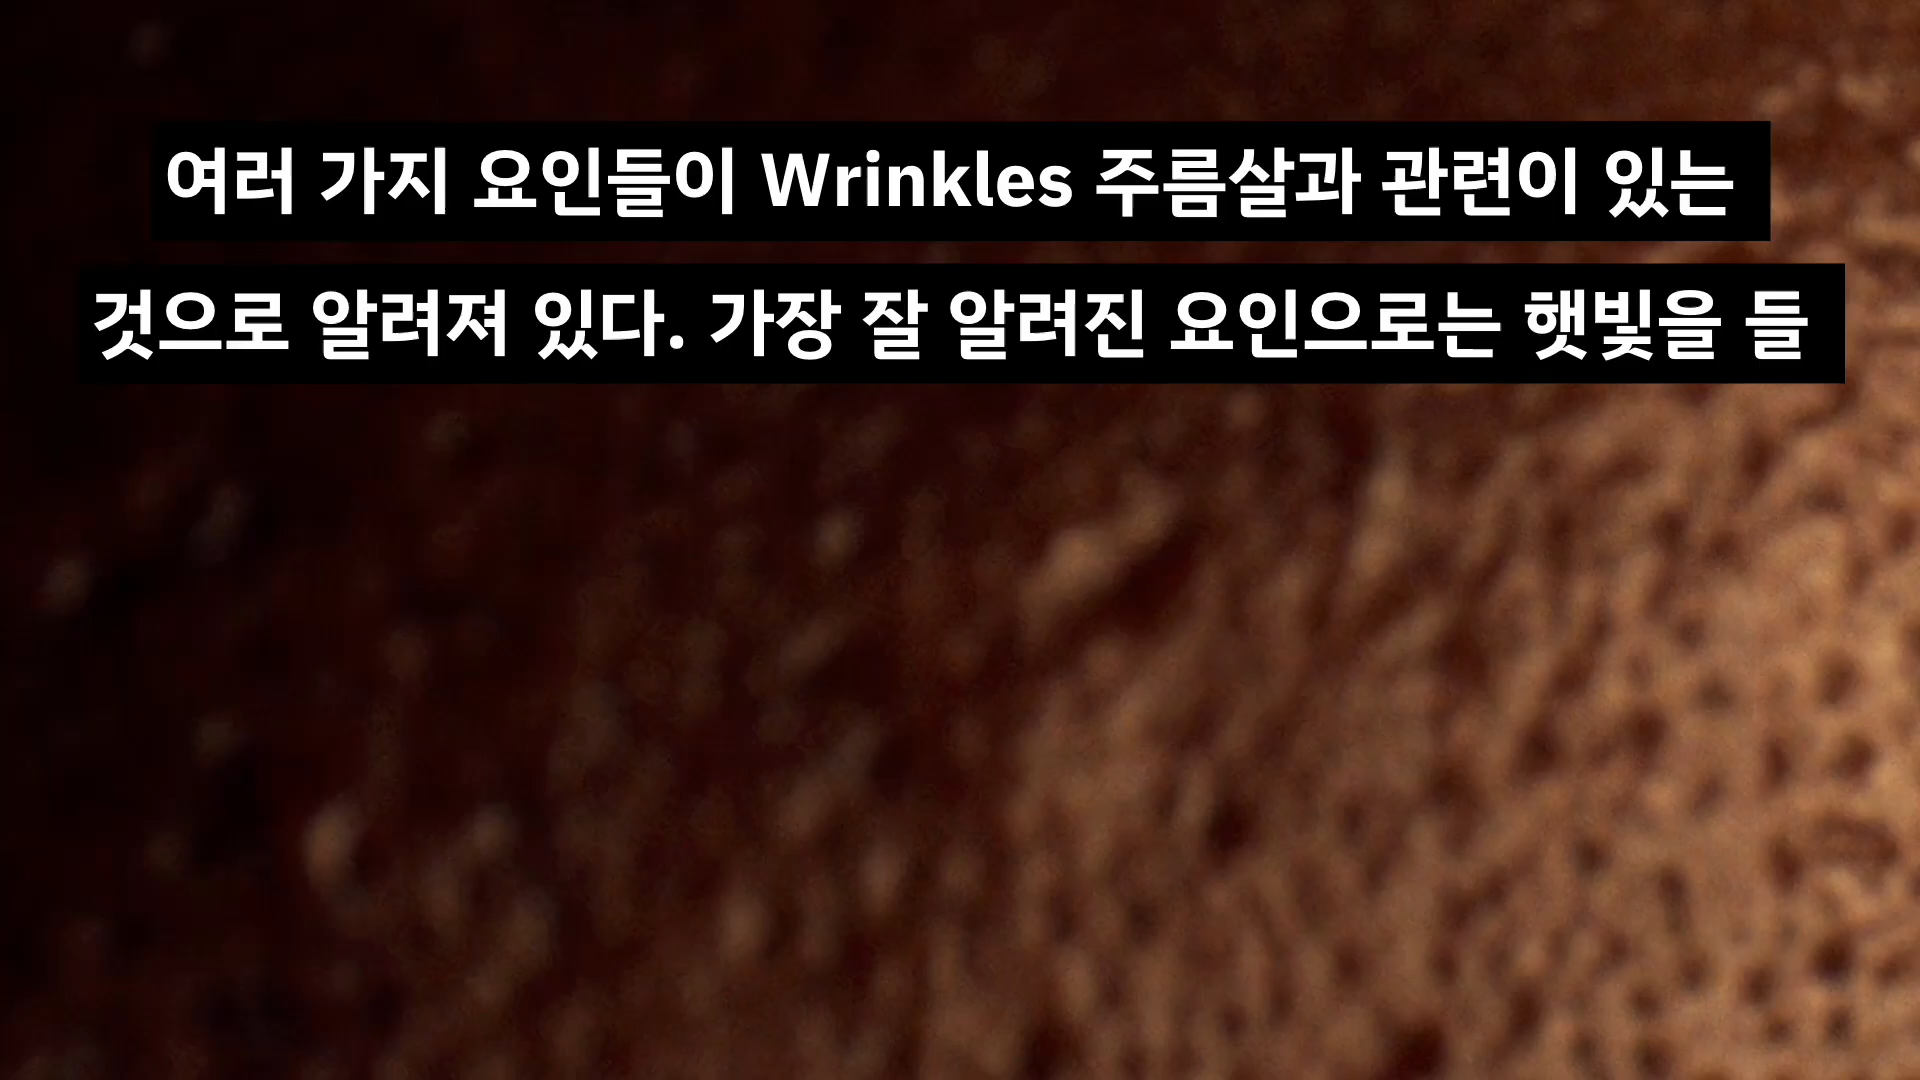 여러 가지 요인들이 Wrinkles 주름살과 관련이 있는
것으로 알려져 있다. 가장 잘 알려진 요인으로는 햇빛을 들